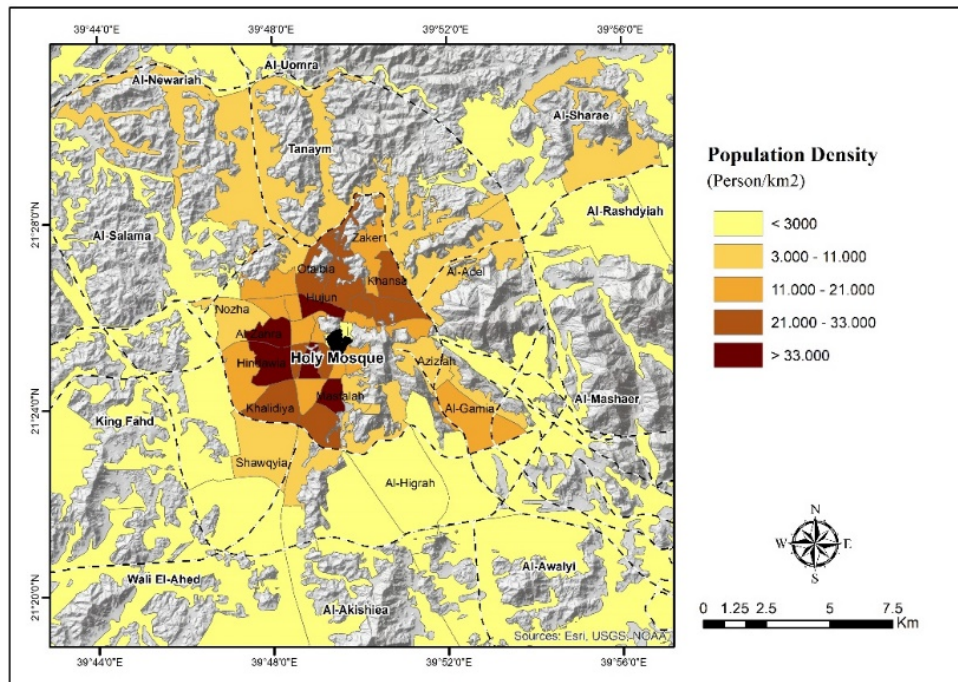 39°44'0"E 39°48'0"E 39°52'0"E 39°56'0"E
Al-Uomra
Al-Newariah
Al-Sharae
Tanaym
21°28'0"N
Al-Rashdyiah
Al-Salama
Zaker
Al-Adel
Otaibia
Khansa
Hujun
Nozha
Holy Mosque
Aziziah
Al-Mashaer
Khalidiya
Al-Gamia
21°24'0"N
King Fahd
Shawqyia
Al-Higrah
Al-Awalyi
Wali El-Ahed
21°20'0"N
Al-Akishiea
Sources: Esri, USGS, NOAA
39°44'0"E 39°48'0"E 39°52'0"E 39°56'0"E
Population Density
(Person/km2)
< 3000
3.000 - 11.000
11.000 - 21.000
21.000 - 33.000
> 33.000
N
W E
S
0 1.25 2.5 5 7.5
Km